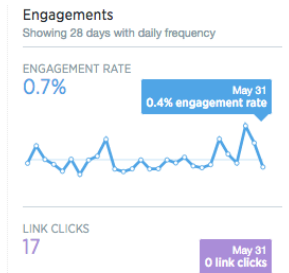 Engagements
Showing 28 days with daily frequency
ENGAGEMENT RATE
0.7%
May 31
0.4% engagement rate
LINK CLICKS
17
May 31
0 link clicks